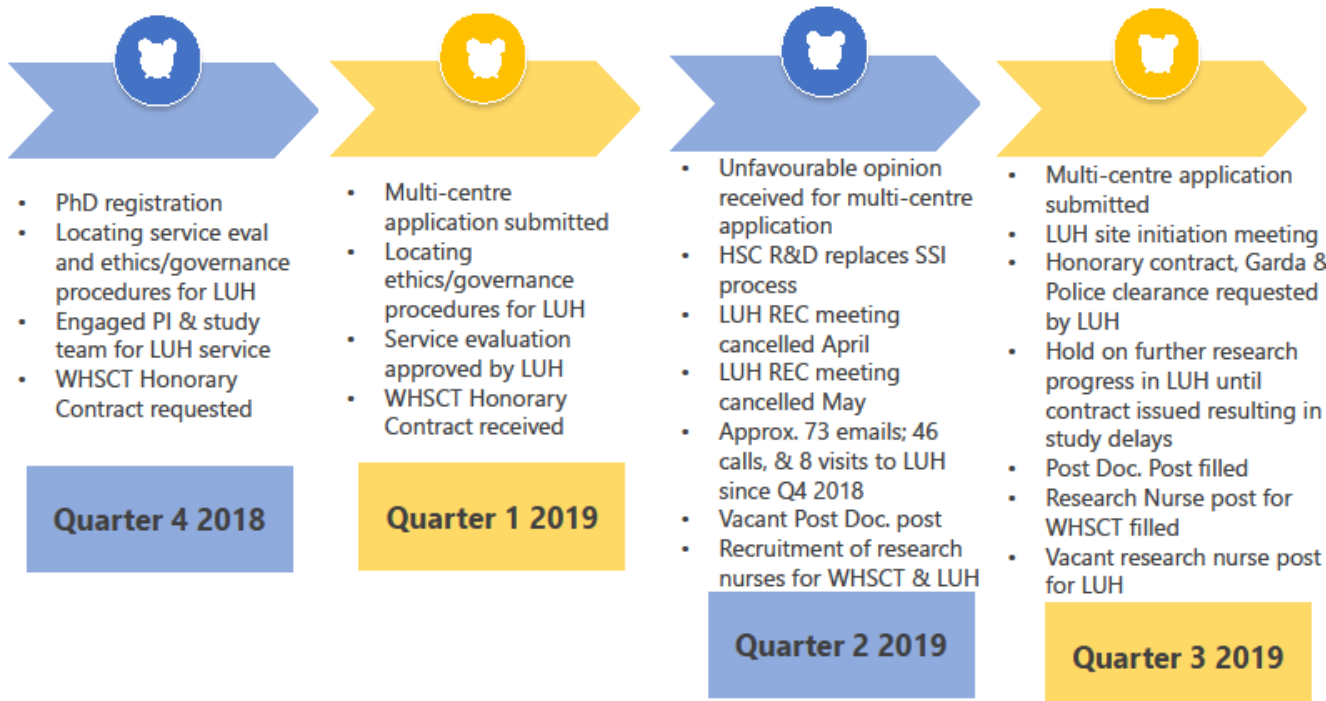 • PhD registration
• Locating service eval
and ethics/governance
procedures for LUH
• Engaged PI & study
team for LUH service
• WHSCT Honorary
Contract requested
Quarter 4 2018
• Multi-centre
application submitted
• Locating
ethics/governance
procedures for LUH
• Service evaluation
approved by LUH
• WHSCT Honorary
Contract received
Quarter 1 2019
• Unfavourable opinion
received for multi-centre
application
• HSC R&D replaces SSI
process
• LUH REC meeting
cancelled April
• LUH REC meeting
cancelled May
• Approx. 73 emails; 46
calls, & 8 visits to LUH
since Q4 2018
• Vacant Post Doc. post
• Recruitment of research
nurses for WHSCT & LUH
Quarter 2 2019
• Multi-centre application
submitted
• LUH site initiation meeting
• Honorary contract, Garda &
Police clearance requested
by LUH
• Hold on further research
progress in LUH until
contract issued resulting in
study delays
• Post Doc. Post filled
• Research Nurse post for
WHSCT filled
• Vacant research nurse post
for LUH
Quarter 3 2019